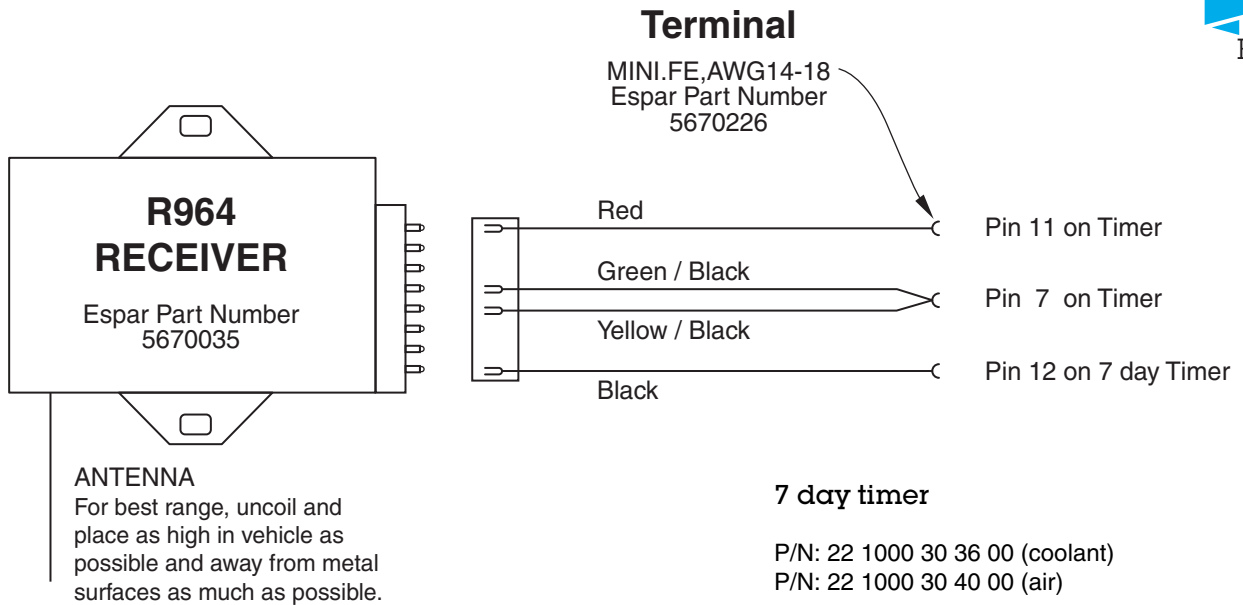 Terminal
MINI.FE,AWG14-18
Espar Part Number
5670226
R964
RECEIVER
Espar Part Number
5670035
Red
Pin 11 on Timer
Green / Black
Pin 7 on Timer
Yellow / Black
Pin 12 on 7 day Timer
Black
ANTENNA
For best range, uncoil and
place as high in vehicle as
possible and away from metal
surfaces as much as possible.
7 day timer
P/N: 22 1000 30 36 00 (coolant)
P/N: 22 1000 30 40 00 (air)